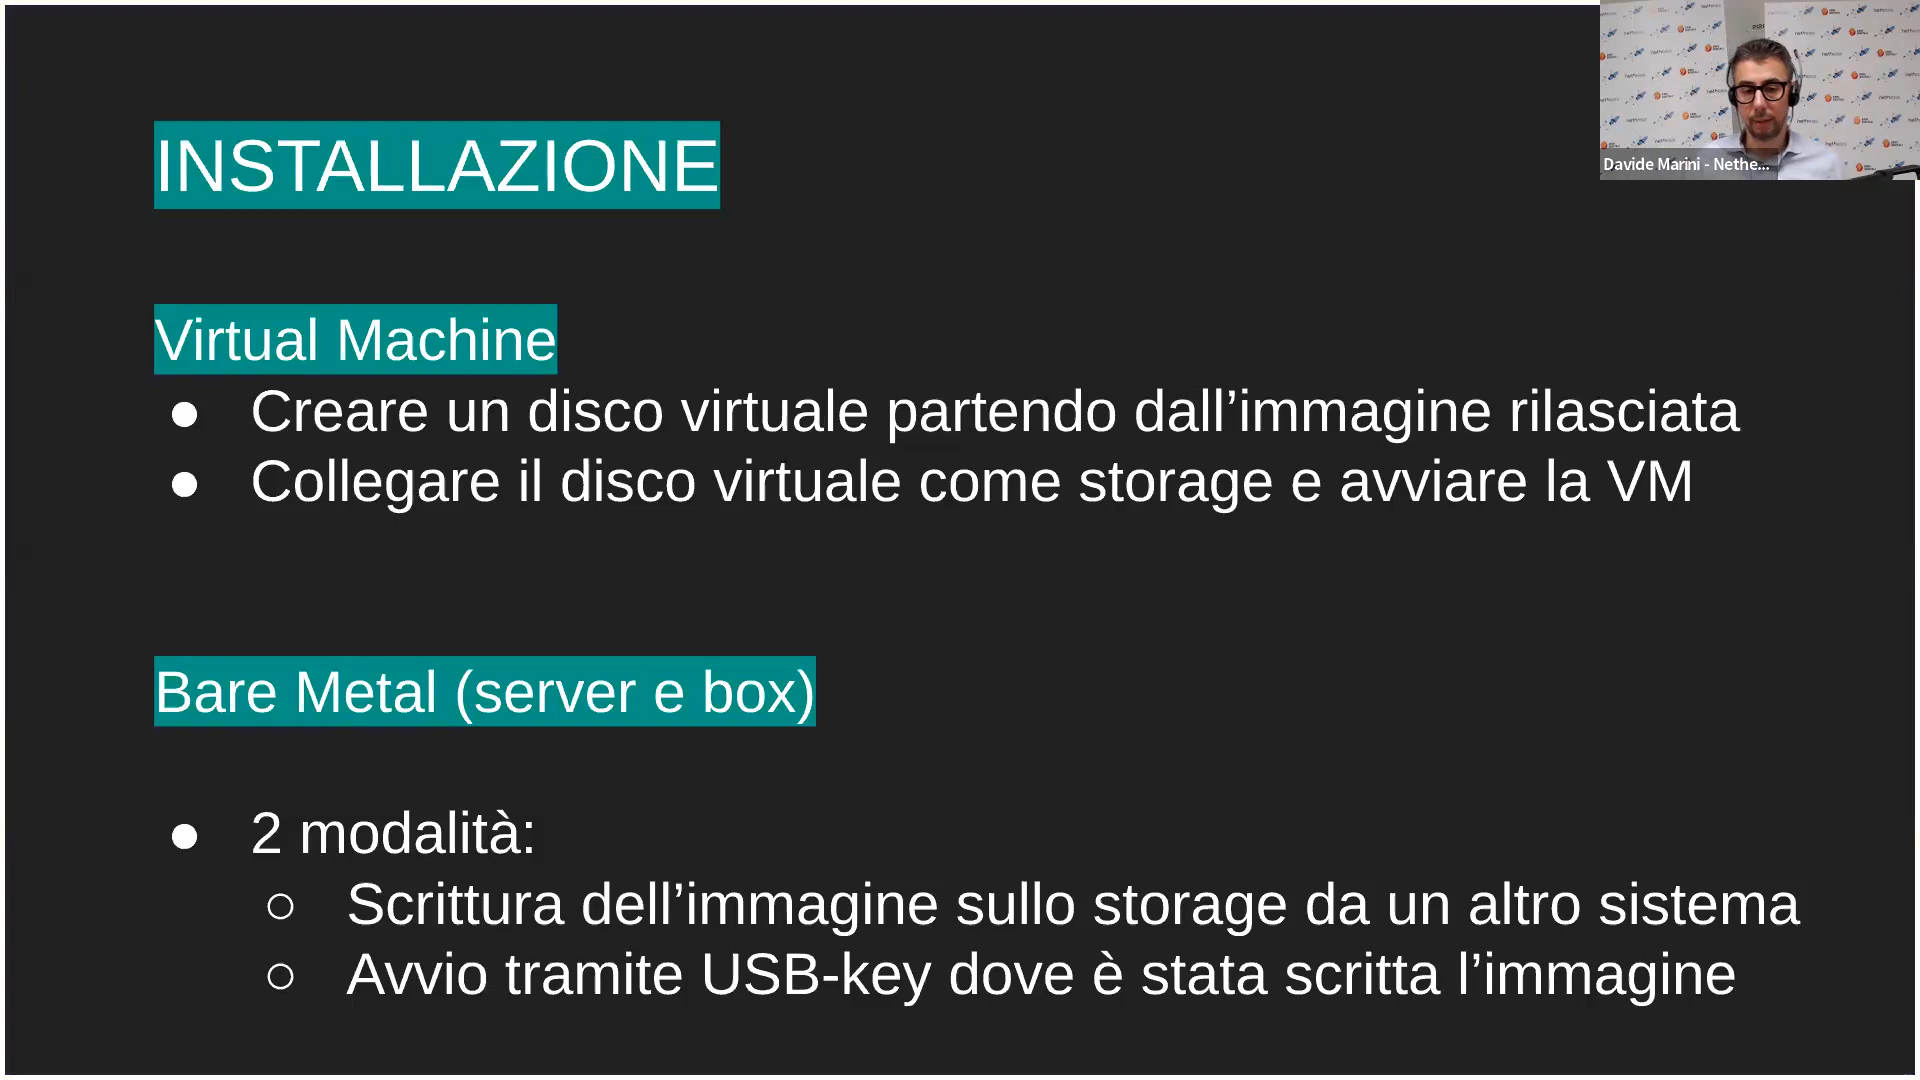 INSTALLAZIONE
Davide Marini - Nethe...
Virtual Machine
● Creare un disco virtuale partendo dall’immagine rilasciata
● Collegare il disco virtuale come storage e avviare la VM
Bare Metal (server e box)
● 2 modalità:
○ Scrittura dell’immagine sullo storage da un altro sistema
○ Avvio tramite USB-key dove è stata scritta l’immagine